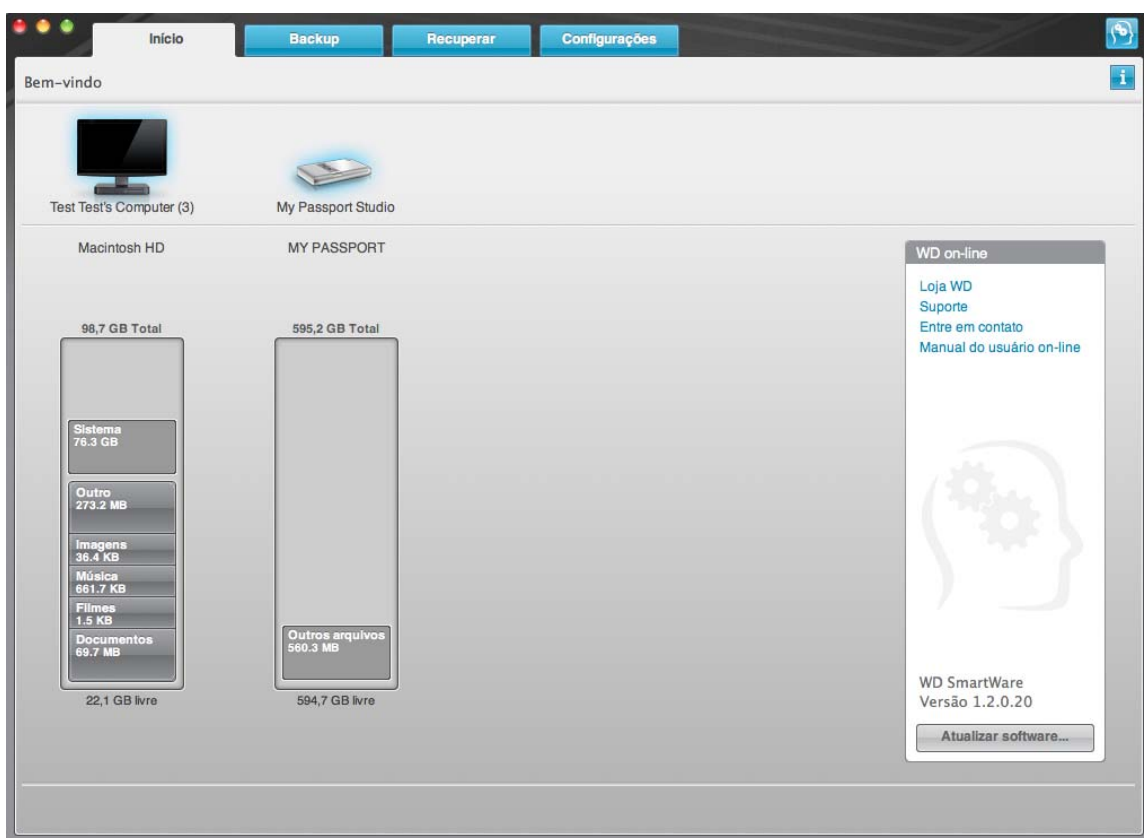 Início
Backup
Recuperar
Configurações
Bem-vindo
i
Test Test's Computer (3)
My Passport Studio
Macintosh HD
MY PASSPORT
98,7 GB Total
595,2 GB Total
Sistema
76.3 GB
Outro
273.2 MB
Imagens
36.4 KB
Música
661.7 KB
Filmes
1.5 KB
Documentos
69.7 MB
Outros arquivos
560.3 MB
22,1 GB livre
594,7 GB livre
WD on-line
Loja WD
Suporte
Entre em contato
Manual do usuário on-line
WD SmartWare
Versão 1.2.0.20
Atualizar software...